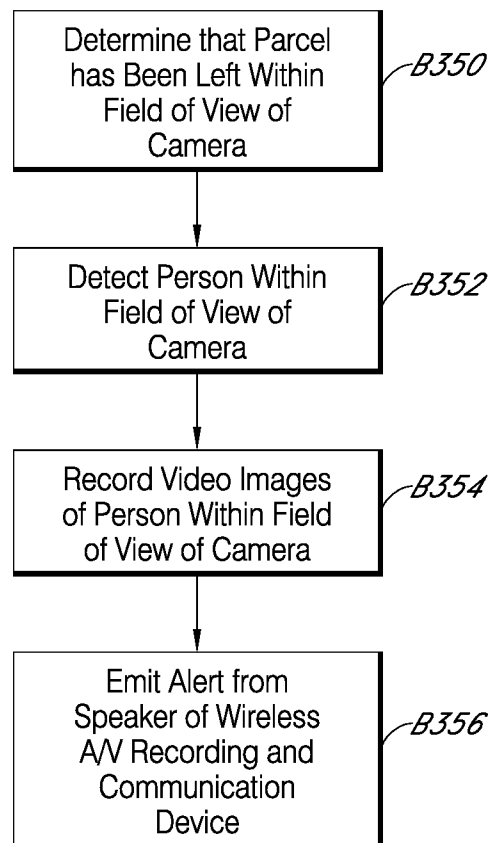 Determine that Parcel
has Been Left Within
Field of View of
Camera
B350
Detect Person Within
Field of View of
Camera
B352
Record Video Images
of Person Within Field
of View of Camera
B354
Emit Alert from
Speaker of Wireless
A/V Recording and
Communication
Device
B356